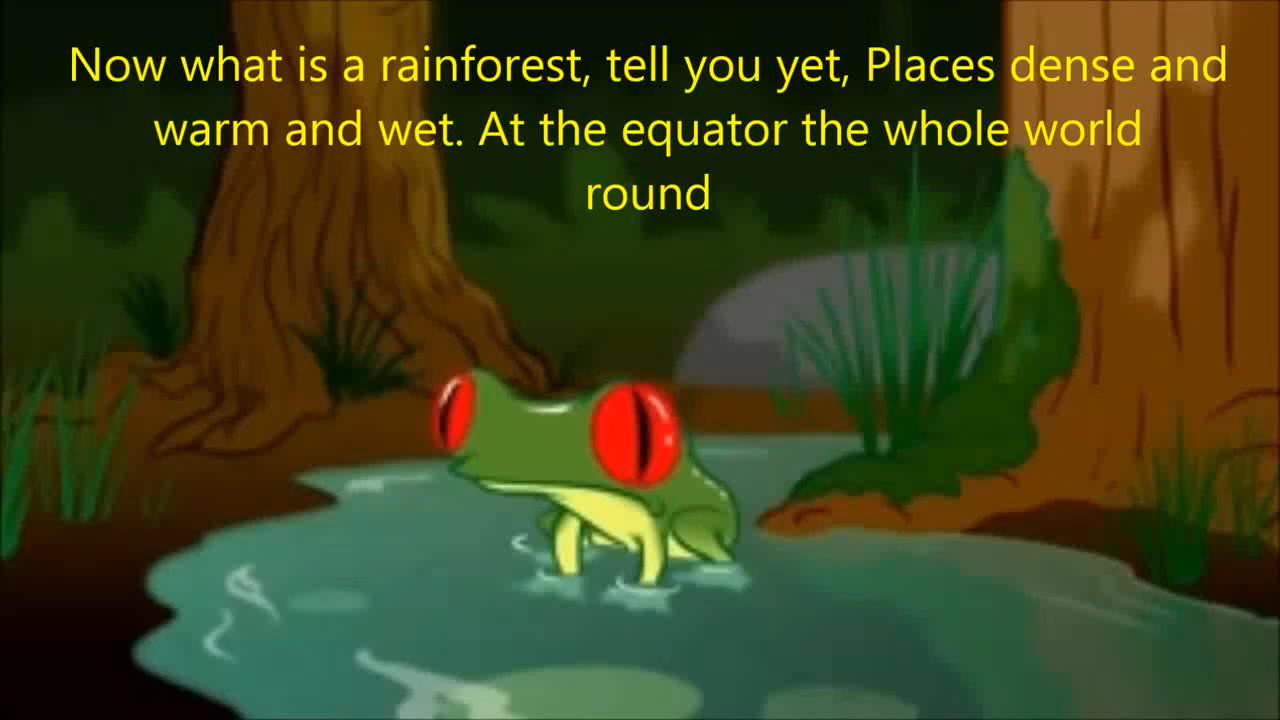 Now what is a rainforest, tell you yet, Places dense and
warm and wet. At the equator the whole world
round